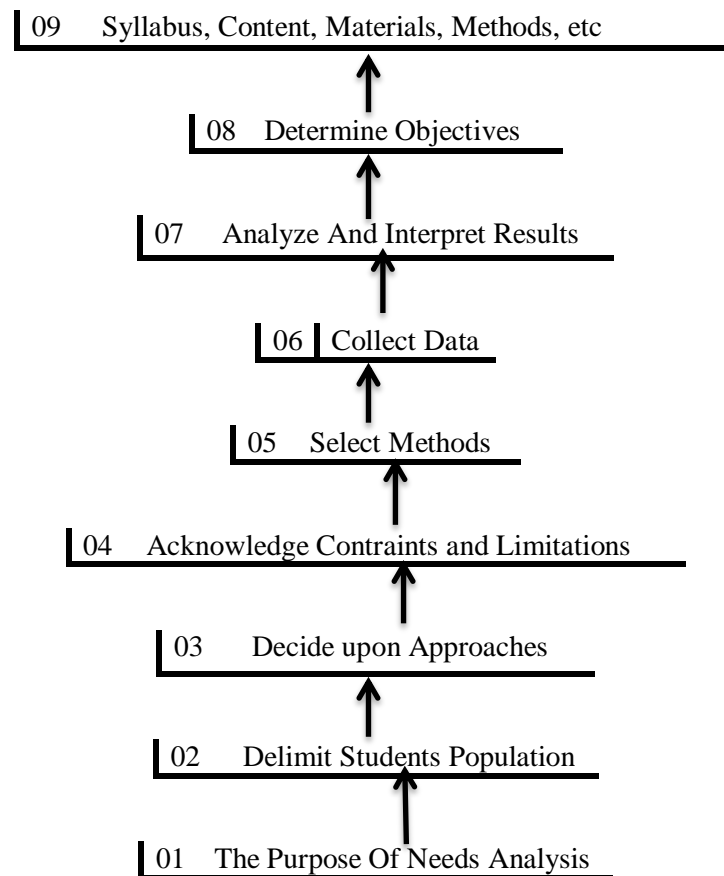 09 Syllabus, Content, Materials, Methods, etc
08 Determine Objectives
07 Analyze And Interpret Results
06 Collect Data
05 Select Methods
04 Acknowledge Contraints and Limitations
03 Decide upon Approaches
02 Delimit Students Population
01 The Purpose Of Needs Analysis